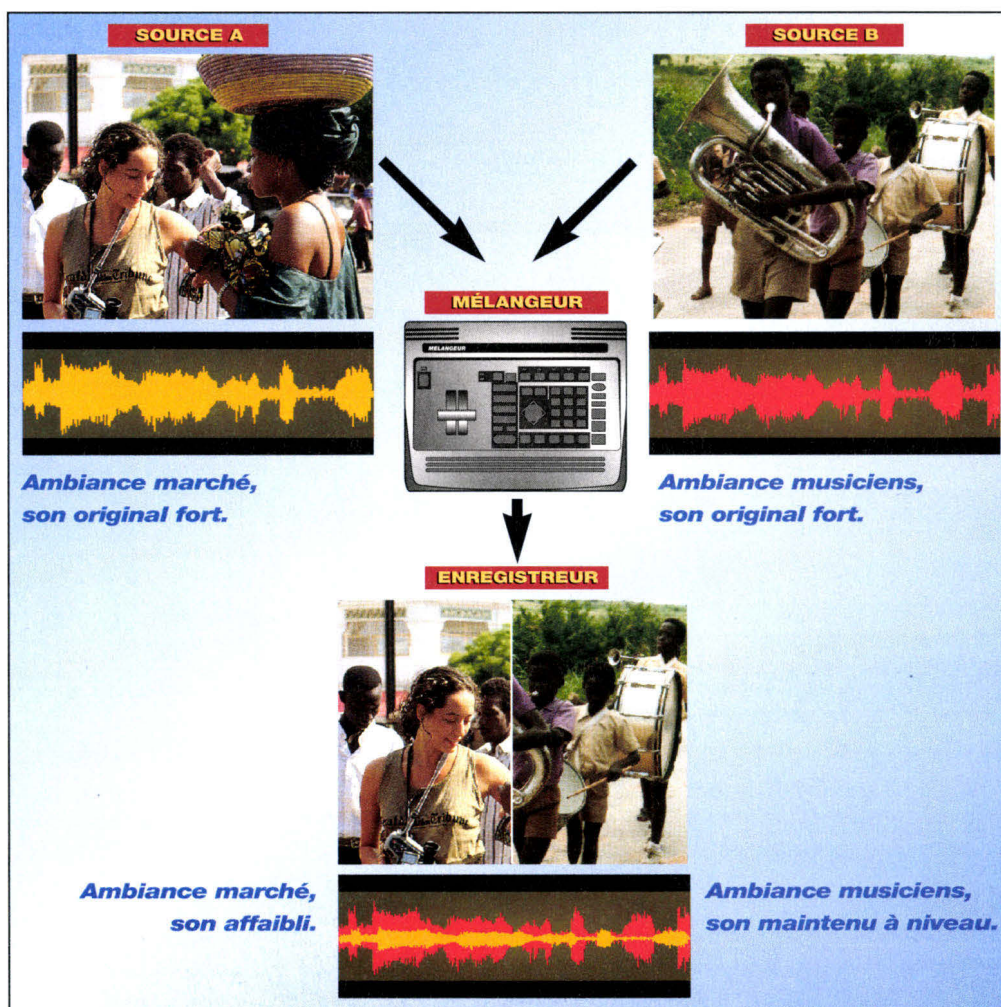 SOURCE A
SOURCE B
MÉLANGEUR
MELANGEUR
Ambiance marché,
son original fort.
Ambiance musiciens,
son original fort.
ENREGISTREUR
Ambiance marché,
son affaibli.
Ambiance musiciens,
son maintenu à niveau.